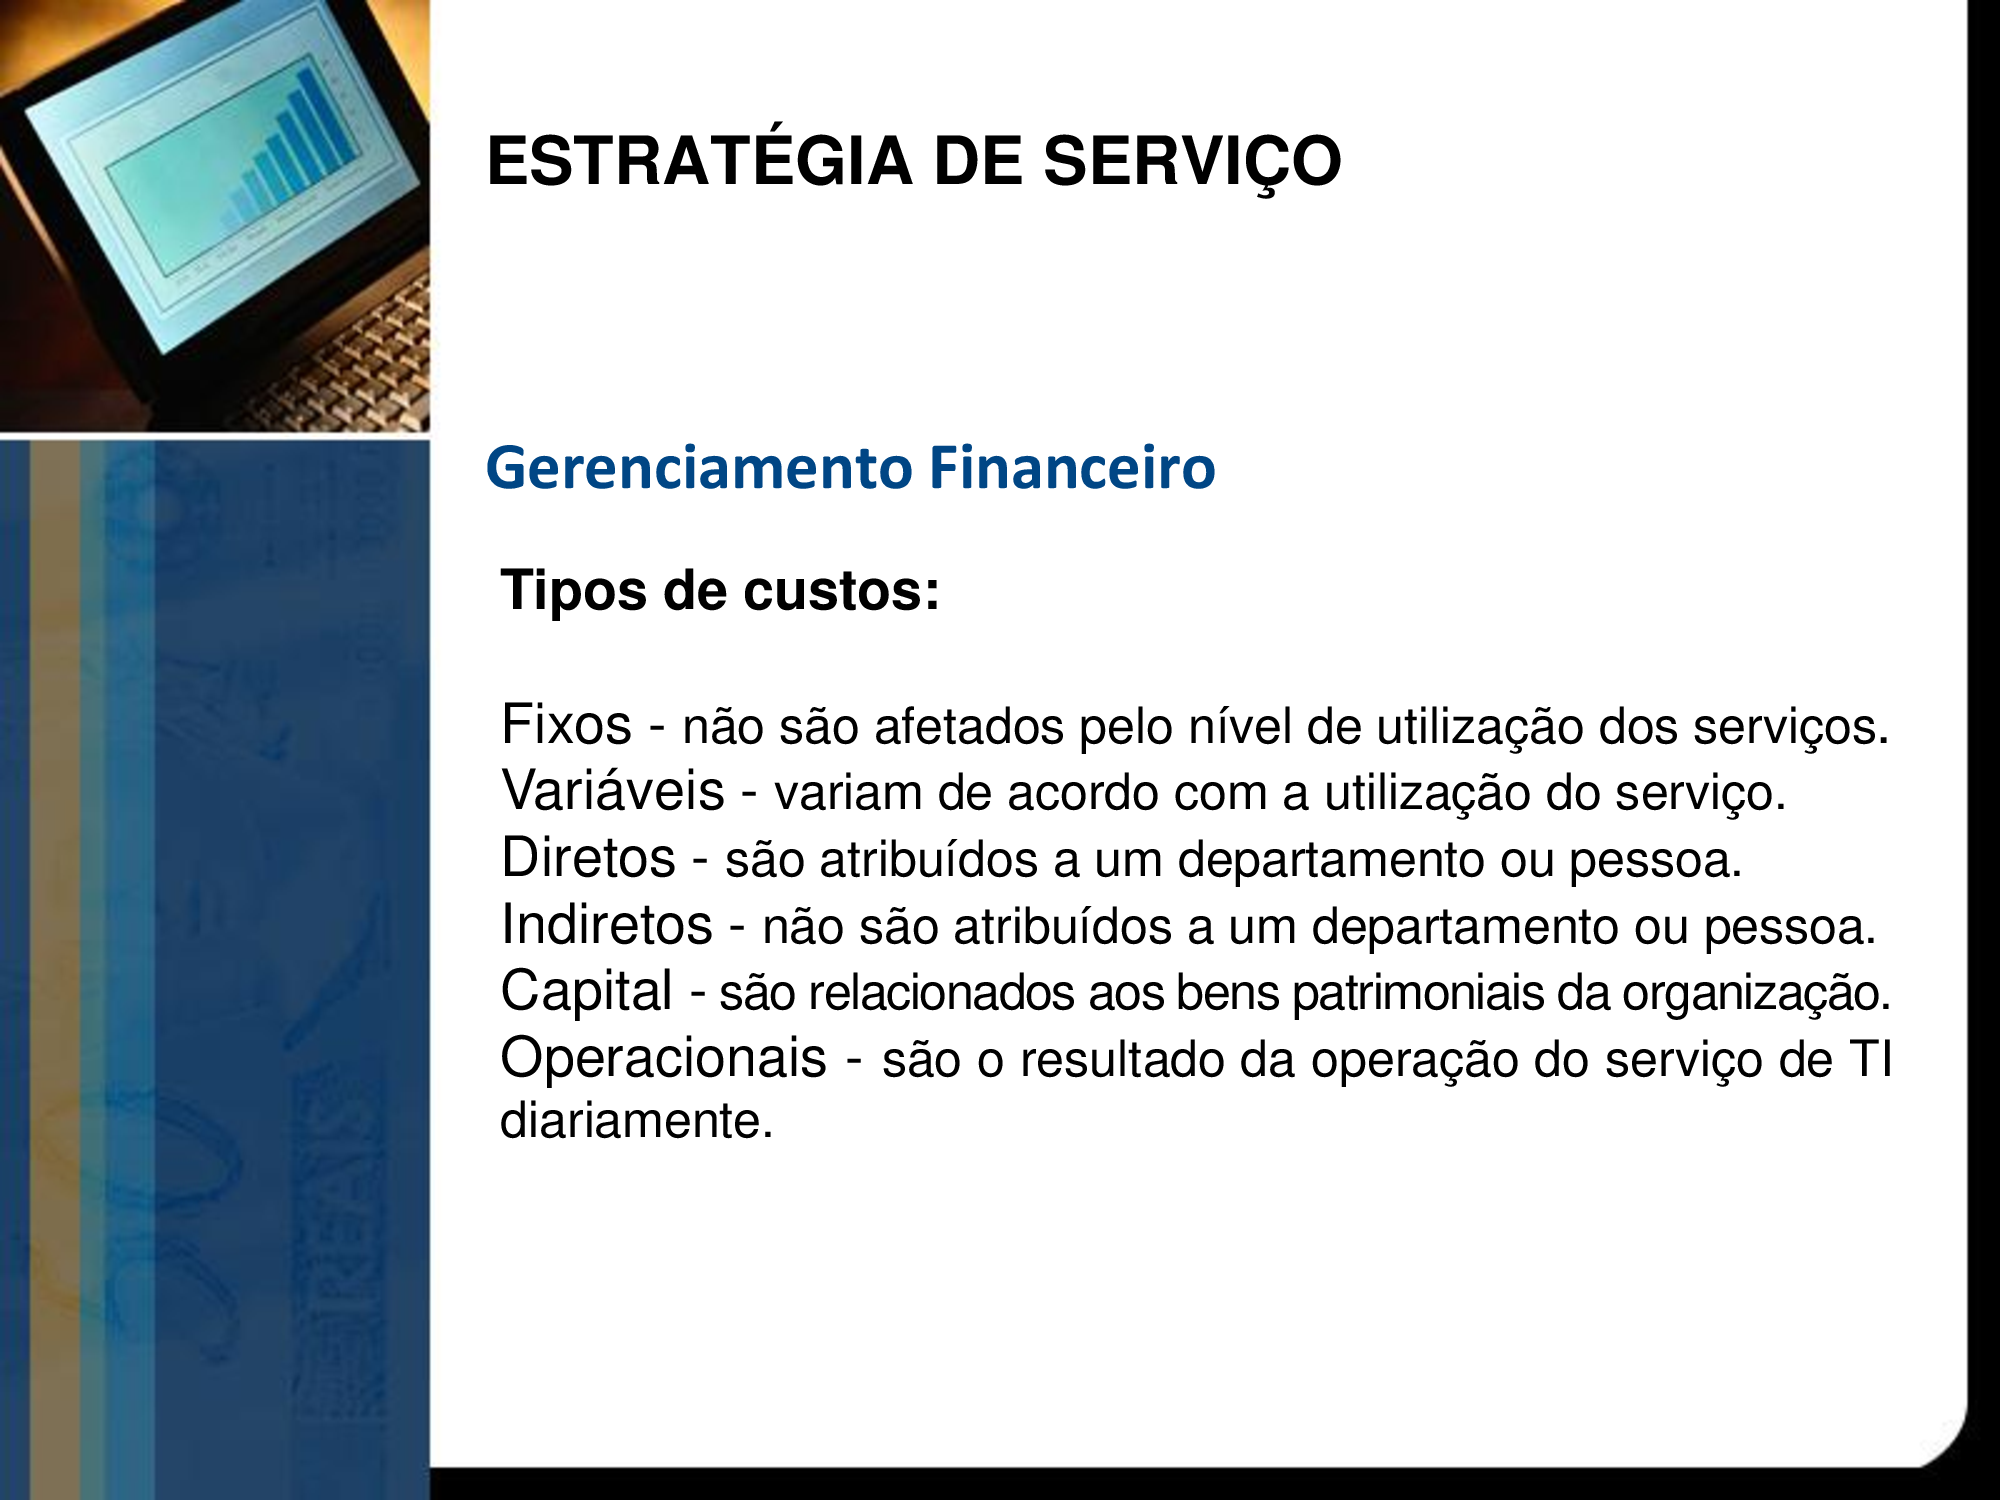 ESTRATÉGIA DE SERVIÇO
Gerenciamento Financeiro
Tipos de custos:
Fixos - não são afetados pelo nível de utilização dos serviços.
Variáveis - variam de acordo com a utilização do serviço.
Diretos - são atribuídos a um departamento ou pessoa.
Indiretos - não são atribuídos a um departamento ou pessoa.
Capital - são relacionados aos bens patrimoniais da organização.
Operacionais - são o resultado da operação do serviço de TI
diariamente.
REAIS